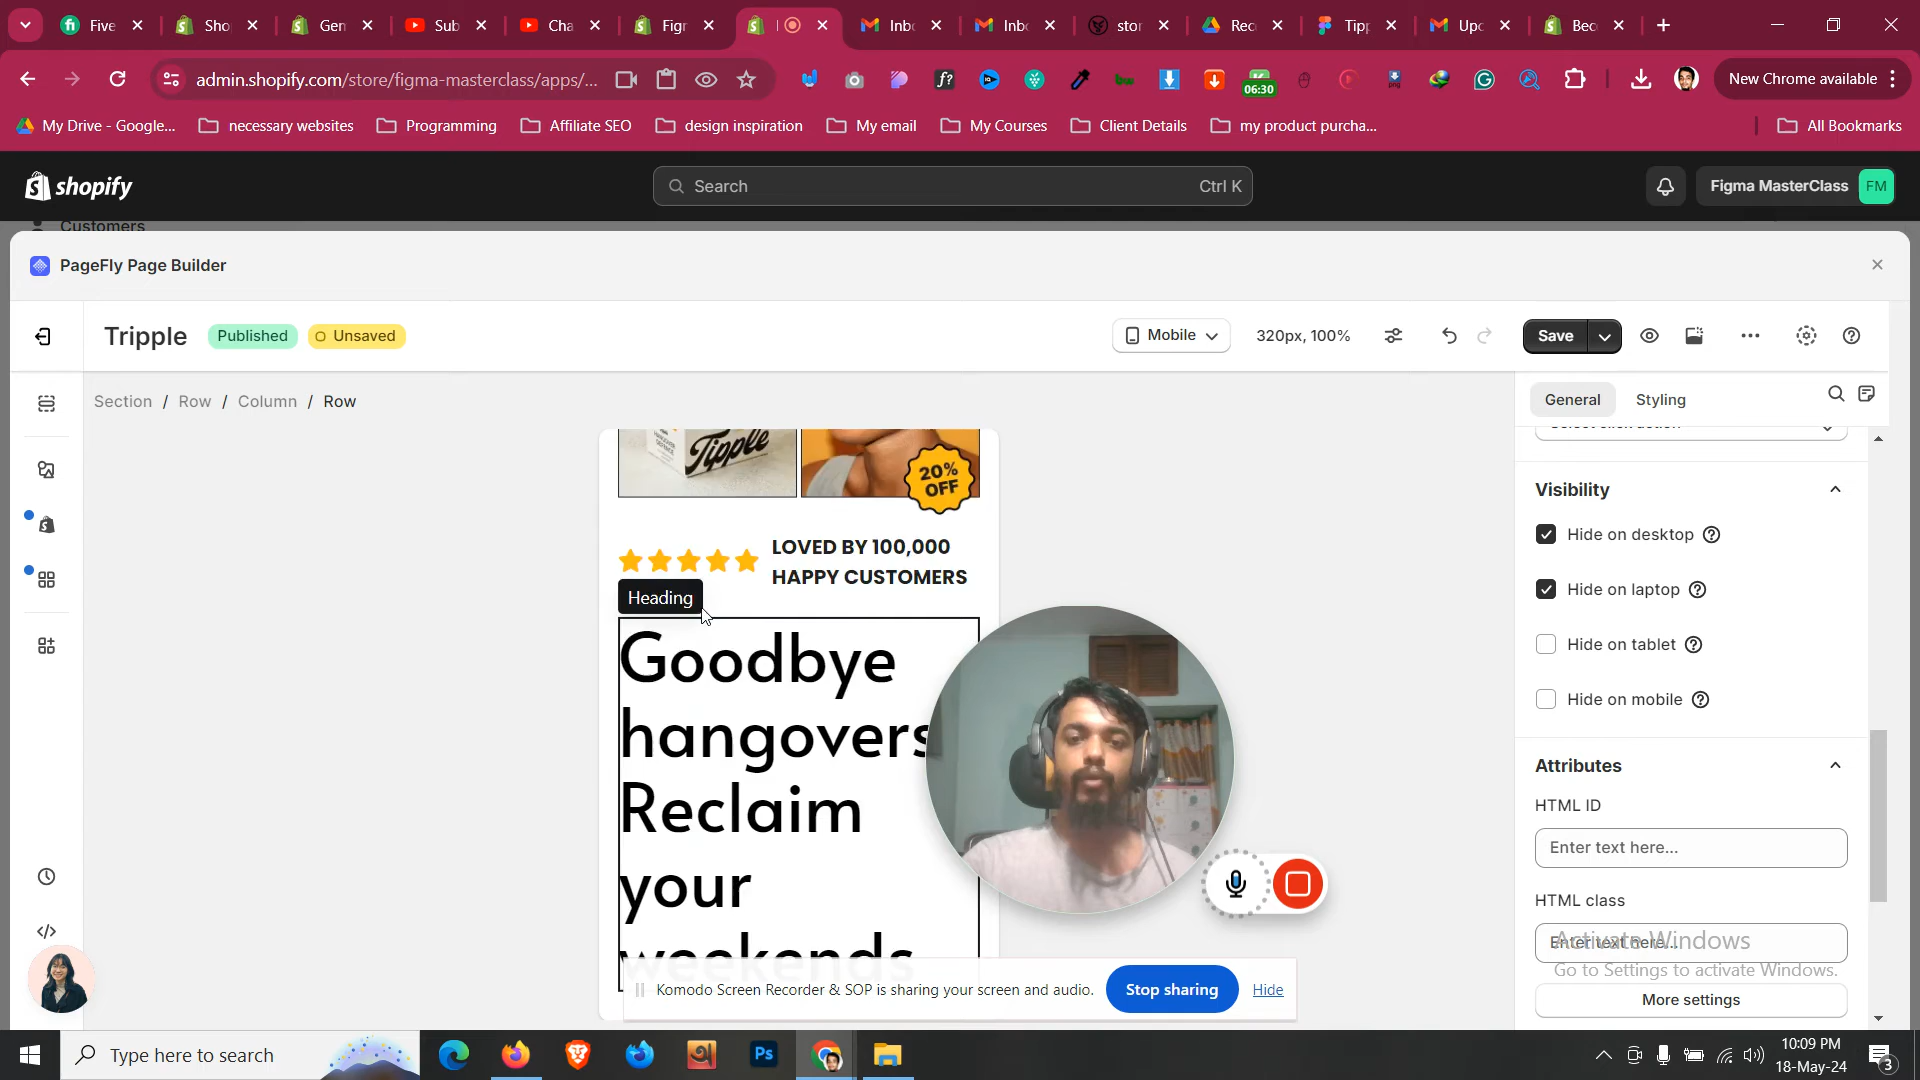 Five
Sho
Gen
Sub
Cha
Figr
Inbo
Inbo
stor
Rec
Tipp
Upc
Bec
admin.shopify.com/store/figma-masterclass/apps/...
06:30
New Chrome available
My Drive - Google...
necessary websites
Programming
Affiliate SEO
design inspiration
My email
My Courses
Client Details
my product purcha...
All Bookmarks
shopify
Search
Ctrl K
Figma MasterClass
FM
Customers
PageFly Page Builder
Tripple
Published
Unsaved
Mobile
320px, 100%
Save
Section / Row / Column / Row
General
Styling
Tipple
20%
OFF
LOVED BY 100,000
HAPPY CUSTOMERS
Heading
Goodbye
hangovers
Reclaim
your
weekends
Visibility
Hide on desktop
Hide on laptop
Hide on tablet
Hide on mobile
Attributes
HTML ID
Enter text here...
HTML class
Enter text here...
Activate Windows
Go to Settings to activate Windows.
More settings
Komodo Screen Recorder & SOP is sharing your screen and audio.
Stop sharing
Hide
Type here to search
Ps
10:09 PM
18-May-24
3